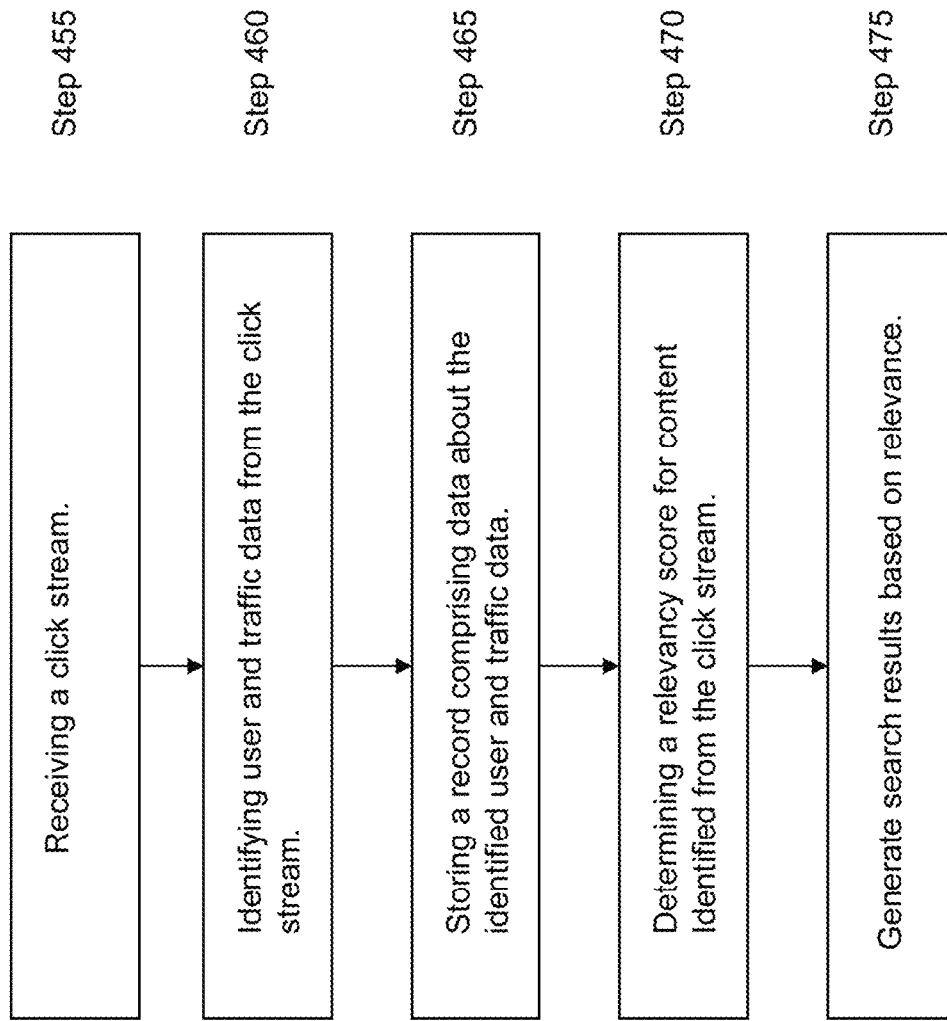 Receiving a click stream.
Step 455
Identifying user and traffic data from the click
stream.
Step 460
Storing a record comprising data about the
identified user and traffic data.
Step 465
Determining a relevancy score for content
Identified from the click stream.
Step 470
Generate search results based on relevance.
Step 475